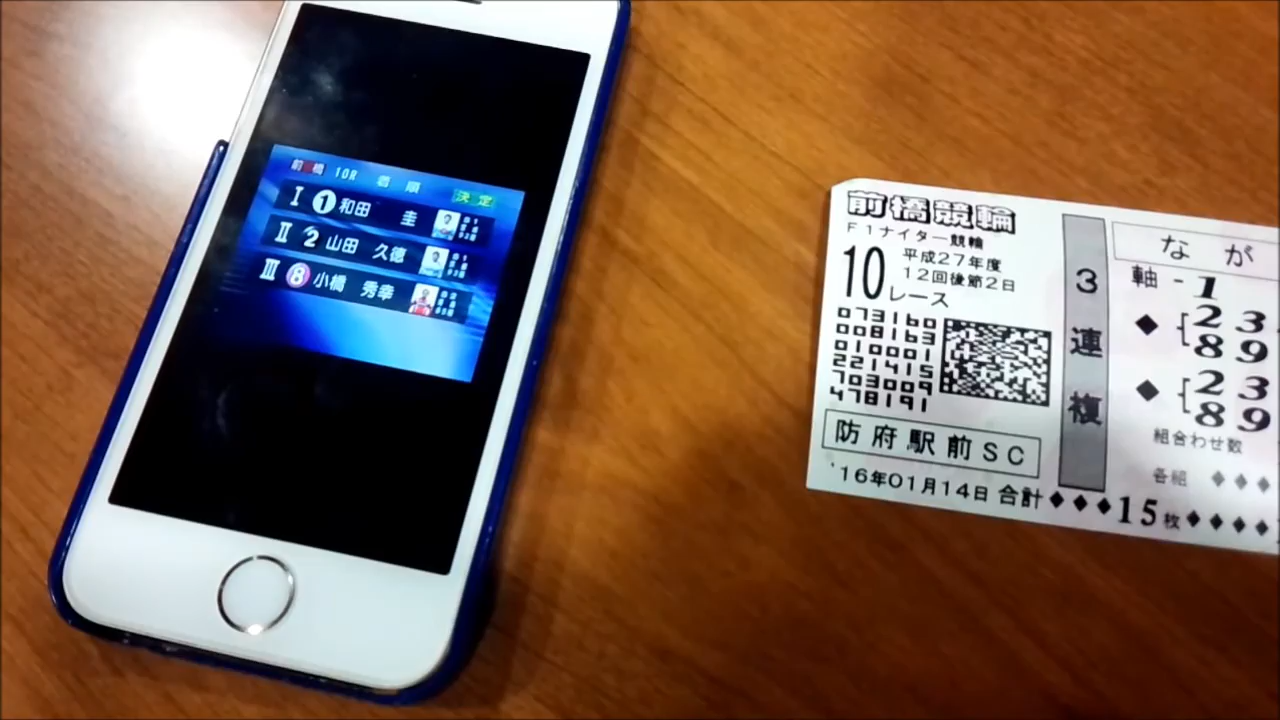 前橋 10R 着順 決定
Ⅰ 1 和田 圭
Ⅱ 2 山田 久徳
Ⅲ 8 小橋 秀幸
前橋競輪
F1ナイター競輪
10レース
平成27年度
12回後節2日
073160
008163
010001
221415
703009
478191
防府駅前SC
'16年01月14日 合計◆◆◆15枚◆◆◆◆
3連複
なが
軸-1
◆{2 3
8 9
◆{2 3
8 9
組合わせ数
各組 ◆◆◆